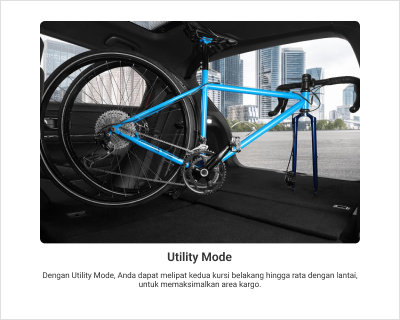 Utility Mode
Dengan Utility Mode, Anda dapat melipat kedua kursi belakang hingga rata dengan lantai,
untuk memaksimalkan area kargo.